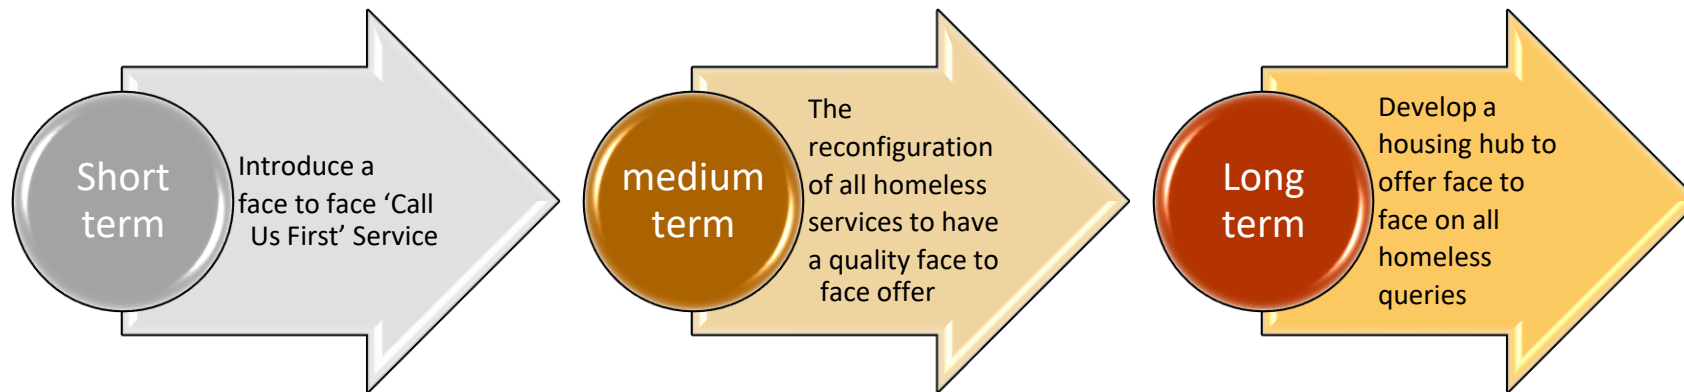 Short
term
Introduce a
face to face ‘Call
Us First’ Service
medium
term
The
reconfiguration
of all homeless
services to have
a quality face to
face offer
Long
term
Develop a
housing hub to
offer face to
face on all
homeless
queries